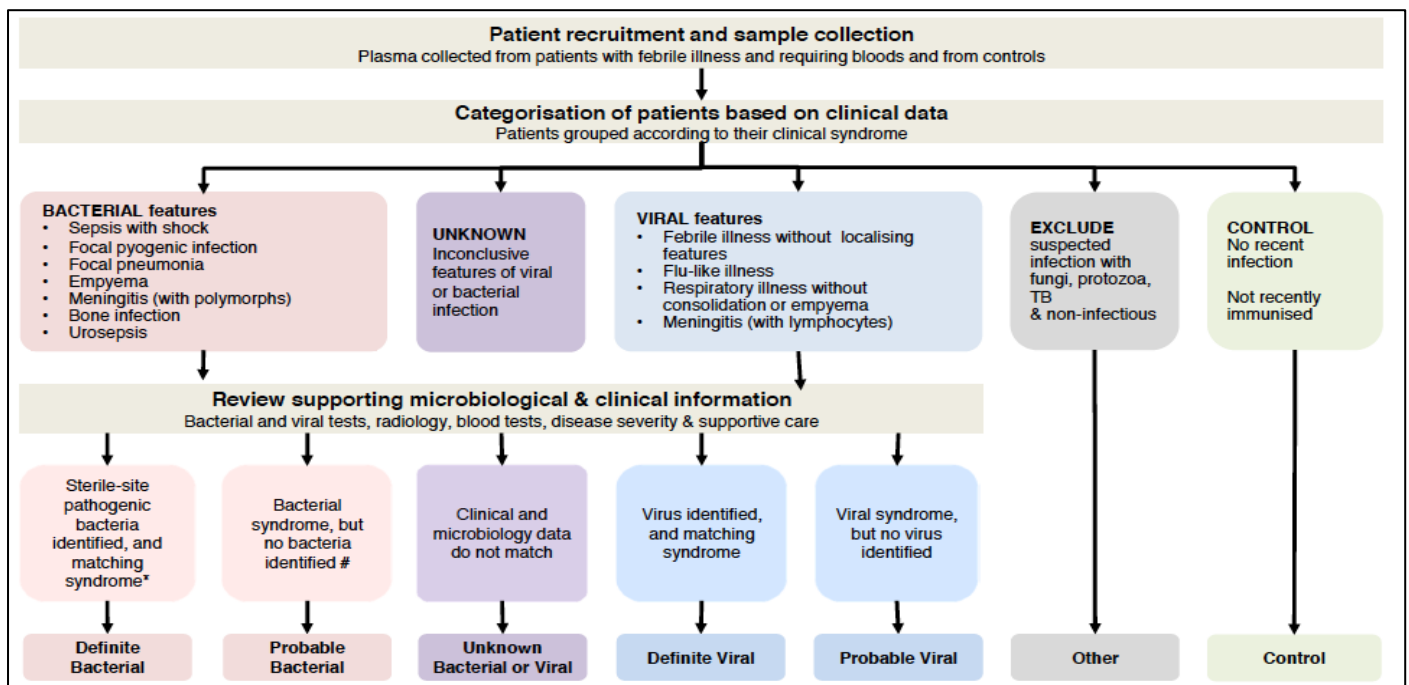 Patient recruitment and sample collection
Plasma collected from patients with febrile illness and requiring bloods and from controls
Categorisation of patients based on clinical data
Patients grouped according to their clinical syndrome
BACTERIAL features
• Sepsis with shock
• Focal pyogenic infection
• Focal pneumonia
• Empyema
• Meningitis (with polymorphs)
• Bone infection
• Urosepsis
UNKNOWN
Inconclusive
features of viral
or bacterial
infection
VIRAL features
• Febrile illness without localising
features
• Flu-like illness
• Respiratory illness without
consolidation or empyema
• Meningitis (with lymphocytes)
EXCLUDE
suspected
infection with
fungi, protozoa,
TB
& non-infectious
CONTROL
No recent
infection
Not recently
immunised
Review supporting microbiological & clinical information
Bacterial and viral tests, radiology, blood tests, disease severity & supportive care
Sterile-site
pathogenic
bacteria
identified, and
matching
syndrome*
Bacterial
syndrome, but
no bacteria
identified #
Clinical and
microbiology data
do not match
Virus identified,
and matching
syndrome
Viral syndrome,
but no virus
identified
Definite
Bacterial
Probable
Bacterial
Unknown
Bacterial or Viral
Definite Viral
Probable Viral
Other
Control